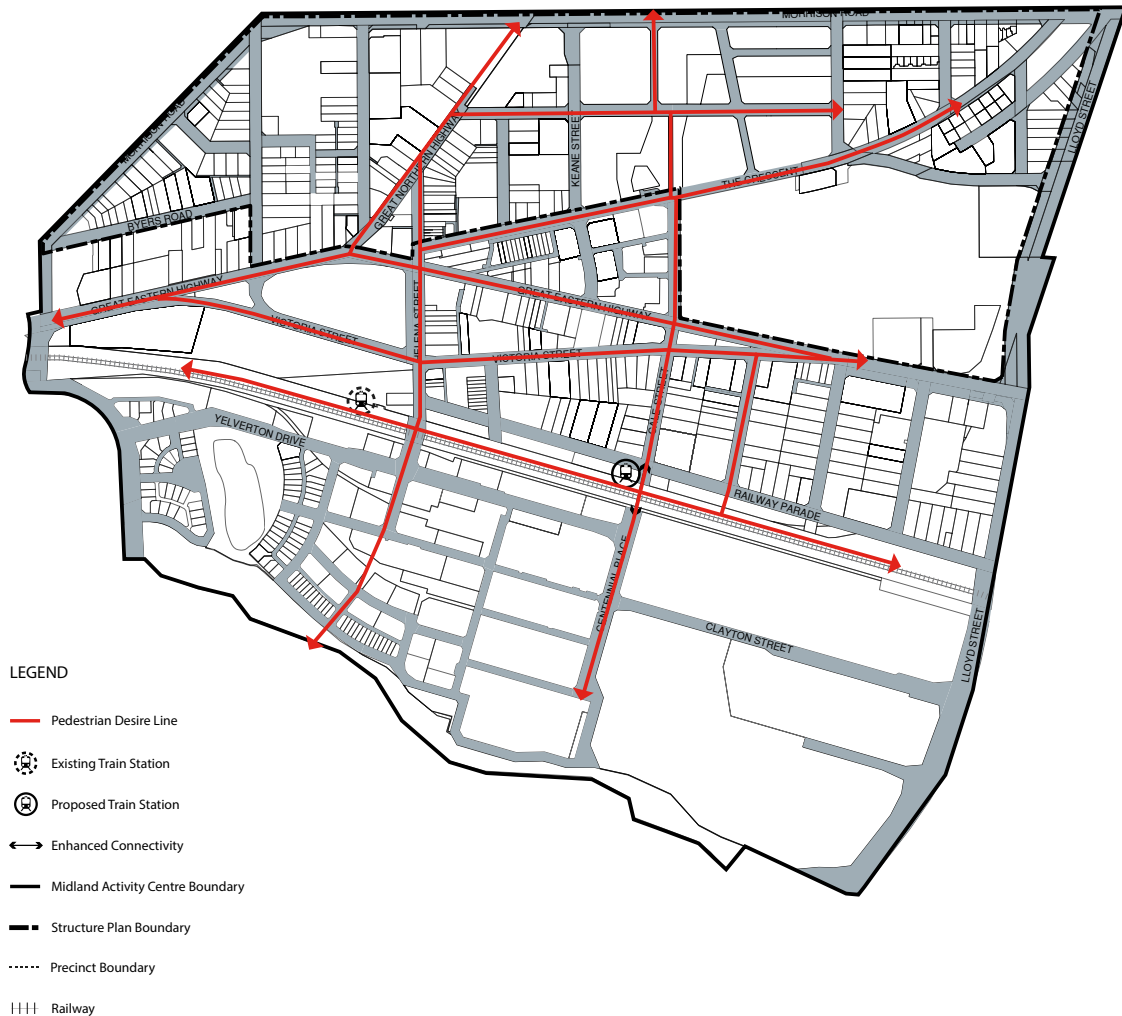 MORRISON ROAD
MORRISON ROAD
LLOYD STREET
GREAT NORTHERN HIGHWAY
KEANE STREET
THE CRESCENT
BYERS ROAD
GREAT EASTERN HIGHWAY
GREAT EASTERN HIGHWAY
HELENA STREET
VICTORIA STREET
VICTORIA STREET
CALE STREET
YELVERTON DRIVE
RAILWAY PARADE
CENTENNIAL PLACE
CLAYTON STREET
LLOYD STREET
LEGEND
Pedestrian Desire Line
Existing Train Station
Proposed Train Station
Enhanced Connectivity
Midland Activity Centre Boundary
Structure Plan Boundary
Precinct Boundary
Railway